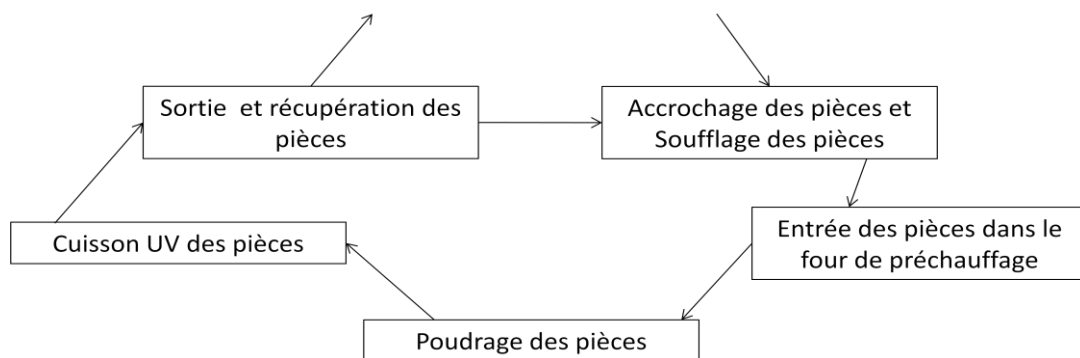 Sortie et récupération des
pièces
Accrochage des pièces et
Soufflage des pièces
Cuisson UV des pièces
Entrée des pièces dans le
four de préchauffage
Poudrage des pièces